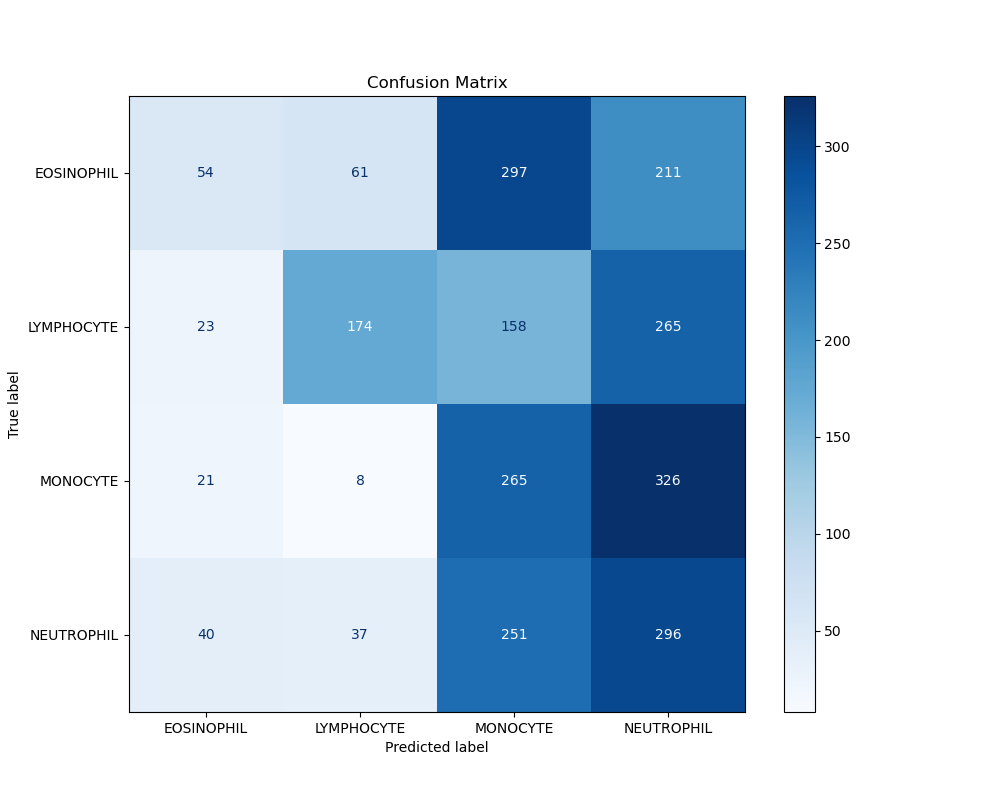 Confusion Matrix
True label
EOSINOPHIL 54 61 297 211
LYMPHOCYTE 23 174 158 265
MONOCYTE 21 8 265 326
NEUTROPHIL 40 37 251 296
EOSINOPHIL LYMPHOCYTE MONOCYTE NEUTROPHIL
Predicted label
300
250
200
150
100
50